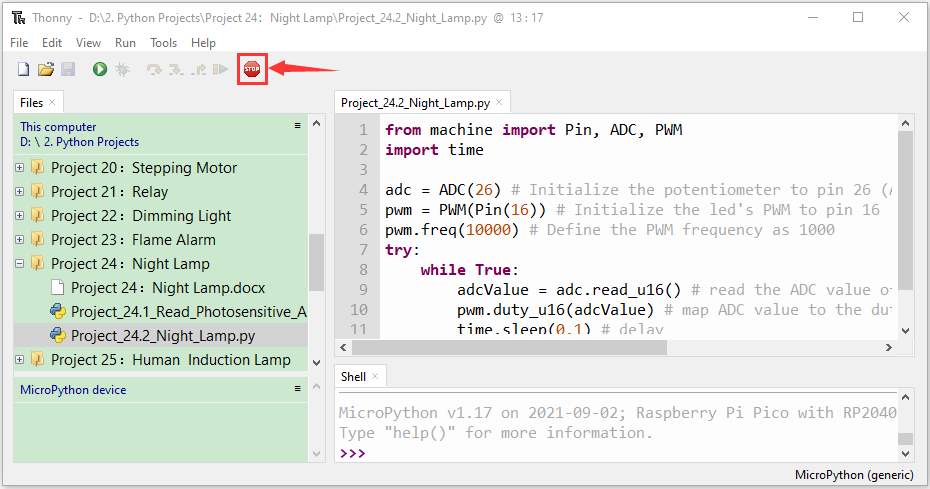 Thonny - D:\2. Python Projects\Project 24：Night Lamp\Project_24.2_Night_Lamp.py @ 13 : 17
File Edit View Run Tools Help
STOP
Files ×
This computer
D: \ 2. Python Projects
Project 20：Stepping Motor
Project 21：Relay
Project 22：Dimming Light
Project 23：Flame Alarm
Project 24：Night Lamp
Project 24：Night Lamp.docx
Project_24.1_Read_Photosensitive_A
Project_24.2_Night_Lamp.py
Project 25：Human Induction Lamp
MicroPython device
Project_24.2_Night_Lamp.py ×
1 from machine import Pin, ADC, PWM
2 import time
3
4 adc = ADC(26) # Initialize the potentiometer to pin 26 (A
5 pwm = PWM(Pin(16)) # Initialize the led's PWM to pin 16
6 pwm.freq(10000) # Define the PWM frequency as 1000
7 try:
8 while True:
9 adcValue = adc.read_u16() # read the ADC value o
10 pwm.duty_u16(adcValue) # map ADC value to the du
11 time.sleep(0.1) # delay
Shell ×
MicroPython v1.17 on 2021-09-02; Raspberry Pi Pico with RP2040
Type "help()" for more information.
>>>
MicroPython (generic)